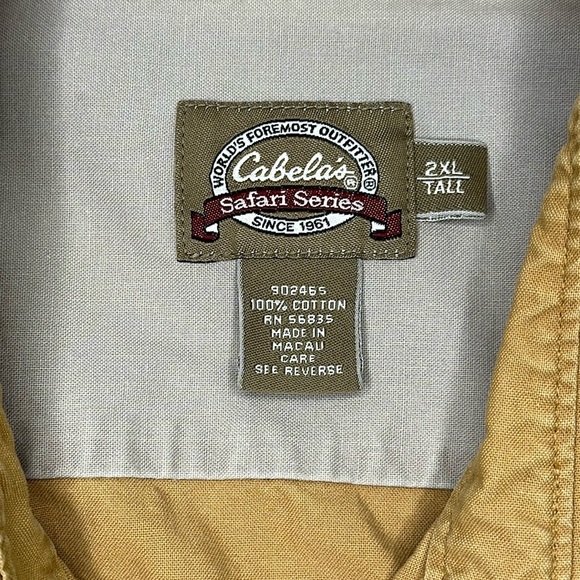 WORLD'S FOREMOST OUTFITTER®
Cabela's®
Safari Series
SINCE 1961
2XL
TALL
902465
100% COTTON
RN 56835
MADE IN
MACAU
CARE
SEE REVERSE